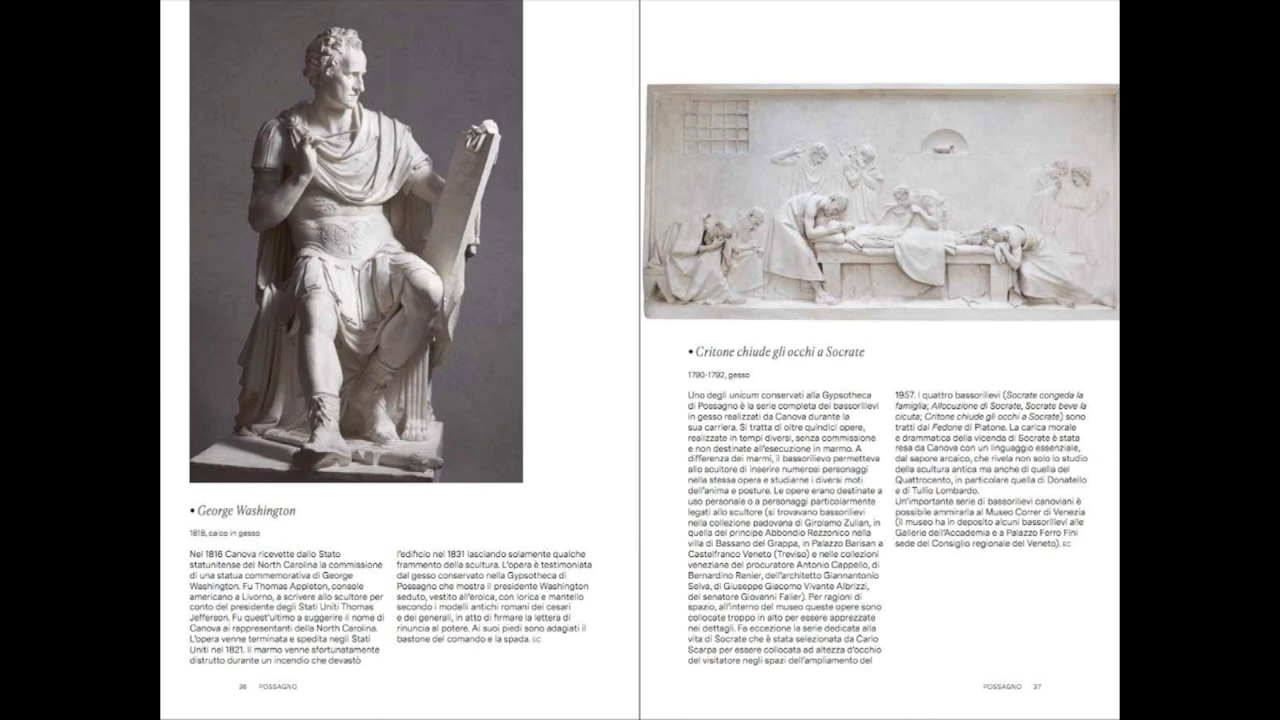 • George Washington
1818, calco in gesso
Nel 1816 Canova ricevette dallo Stato
statunitense del North Carolina la commissione
di una statua commemorativa di George
Washington. Fu Thomas Appleton, console
americano a Livorno, a scrivere allo scultore per
conto del presidente degli Stati Uniti Thomas
Jefferson. Fu quest'ultimo a suggerire il nome di
Canova ai rappresentanti della North Carolina.
L'opera venne terminata e spedita negli Stati
Uniti nel 1821. Il marmo venne sfortunatamente
distrutto durante un incendio che devastò
l'edificio nel 1831 lasciando solamente qualche
frammento della scultura. L'opera è testimoniata
dal gesso conservato nella Gypsotheca di
Possagno che mostra il presidente Washington
seduto, vestito all'eroica, con lorica e mantello
secondo i modelli antichi romani dei cesari
e dei generali, in atto di firmare la lettera di
rinuncia al potere. Ai suoi piedi sono adagiati il
bastone del comando e la spada. EC
36 POSSAGNO
• Critone chiude gli occhi a Socrate
1790-1792, gesso
Uno degli unicum conservati alla Gypsotheca
di Possagno è la serie completa dei bassorilievi
in gesso realizzati da Canova durante la
sua carriera. Si tratta di oltre quindici opere,
realizzate in tempi diversi, senza commissione
e non destinate all'esecuzione in marmo. A
differenza dei marmi, il bassorilievo permetteva
allo scultore di inserire numerosi personaggi
nella stessa opera e studiarne i diversi moti
dell'anima e posture. Le opere erano destinate a
uso personale o a personaggi particolarmente
legati allo scultore (si trovavano bassorilievi
nella collezione padovana di Girolamo Zulian, in
quella del principe Abbondio Rezzonico nella
villa di Bassano del Grappa, in Palazzo Barisan a
Castelfranco Veneto (Treviso) e nelle collezioni
veneziane del procuratore Antonio Cappello, di
Bernardino Renier, dell'architetto Giannantonio
Selva, di Giuseppe Giacomo Vivante Albrizzi,
del senatore Giovanni Falier). Per ragioni di
spazio, all'interno del museo queste opere sono
collocate troppo in alto per essere apprezzate
nei dettagli. Fa eccezione la serie dedicata alla
vita di Socrate che è stata selezionata da Carlo
Scarpa per essere collocata ad altezza d'occhio
del visitatore negli spazi dell'ampliamento del
1957. I quattro bassorilievi (Socrate congeda la
famiglia; Allocuzione di Socrate, Socrate beve la
cicuta; Critone chiude gli occhi a Socrate) sono
tratti dal Fedone di Platone. La carica morale
e drammatica della vicenda di Socrate è stata
resa da Canova con un linguaggio essenziale,
dal sapore arcaico, che rivela non solo lo studio
della scultura antica ma anche di quella del
Quattrocento, in particolare quella di Donatello
e di Tullio Lombardo.
Un'importante serie di bassorilievi canoviani è
possibile ammirarla al Museo Correr di Venezia
(il museo ha in deposito alcuni bassorilievi alle
Gallerie dell'Accademia e a Palazzo Ferro Fini
sede del Consiglio regionale del Veneto). EC
POSSAGNO 37